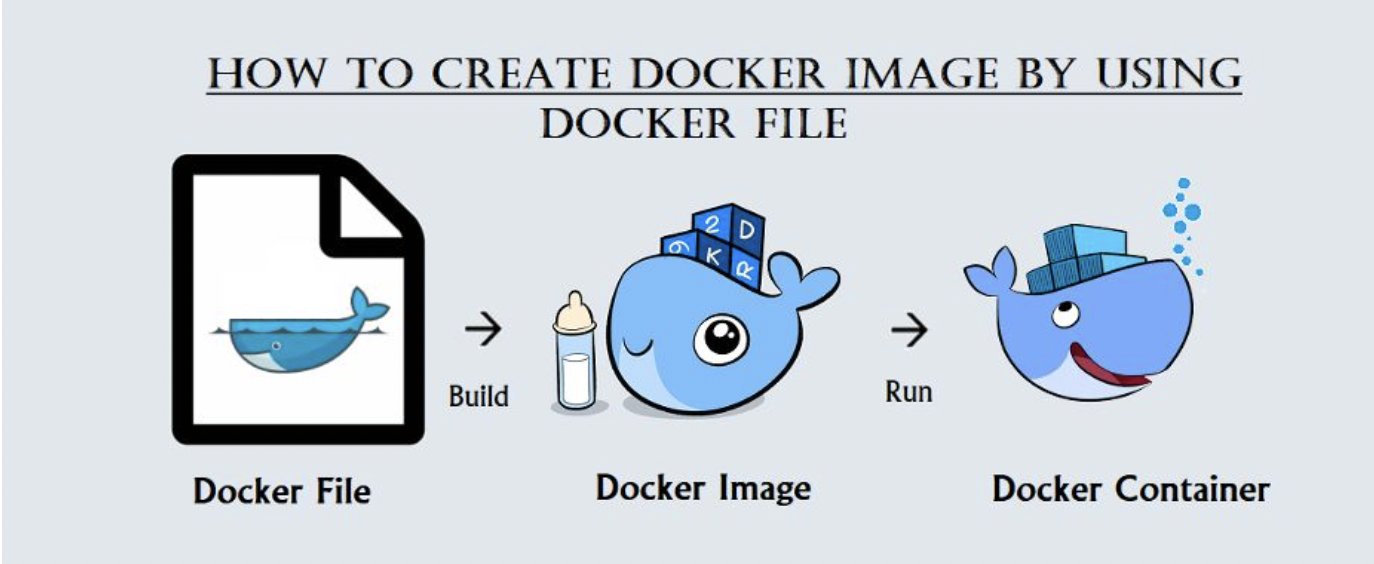 HOW TO CREATE DOCKER IMAGE BY USING
DOCKER FILE
2 D
9 K R
Build
Run
Docker File
Docker Image
Docker Container